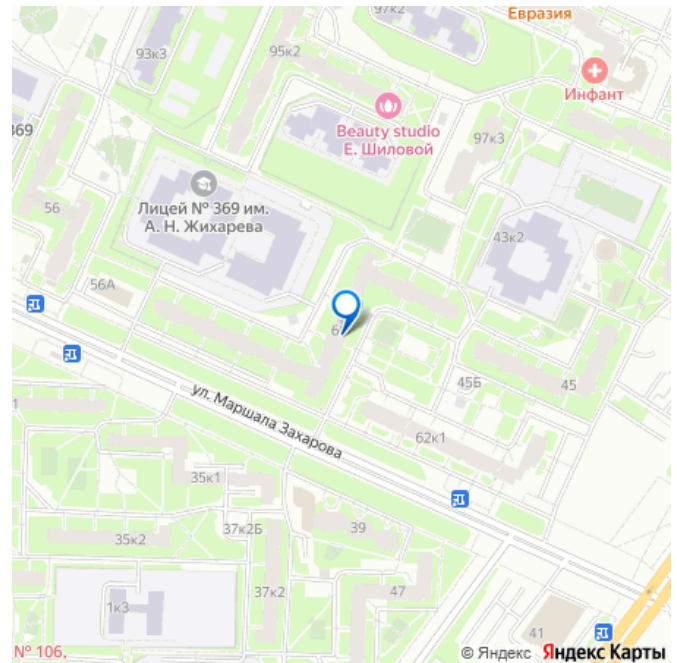 97к2
Евразия
93к3
95к2
Инфант
Beauty studio
Е. Шиловой
369
97к3
Лицей № 369 им.
А. Н. Жихарева
56
43к2
56А
45Б
45
ул. Маршала Захарова
62к1
35к1
37к2Б
39
35к2
37к2
47
1к3
41
№ 106,
© Яндекс Яндекс Карты